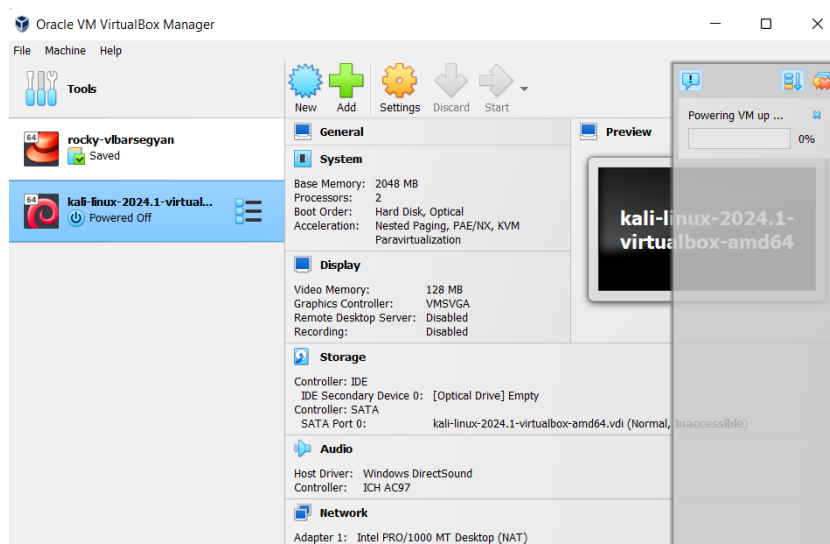 Oracle VM VirtualBox Manager
File Machine Help
Tools
New Add Settings Discard Start
64 rocky-vlbarsegyan
Saved
64 kali-linux-2024.1-virtual...
Powered Off
General
System
Base Memory: 2048 MB
Processors: 2
Boot Order: Hard Disk, Optical
Acceleration: Nested Paging, PAE/NX, KVM
Paravirtualization
Display
Video Memory: 128 MB
Graphics Controller: VMSVGA
Remote Desktop Server: Disabled
Recording: Disabled
Storage
Controller: IDE
IDE Secondary Device 0: [Optical Drive] Empty
Controller: SATA
SATA Port 0: kali-linux-2024.1-virtualbox-amd64.vdi (Normal, Inaccessible)
Audio
Host Driver: Windows DirectSound
Controller: ICH AC97
Network
Adapter 1: Intel PRO/1000 MT Desktop (NAT)
Preview
kali-linux-2024.1-
virtualbox-amd64
Powering VM up ...
0%